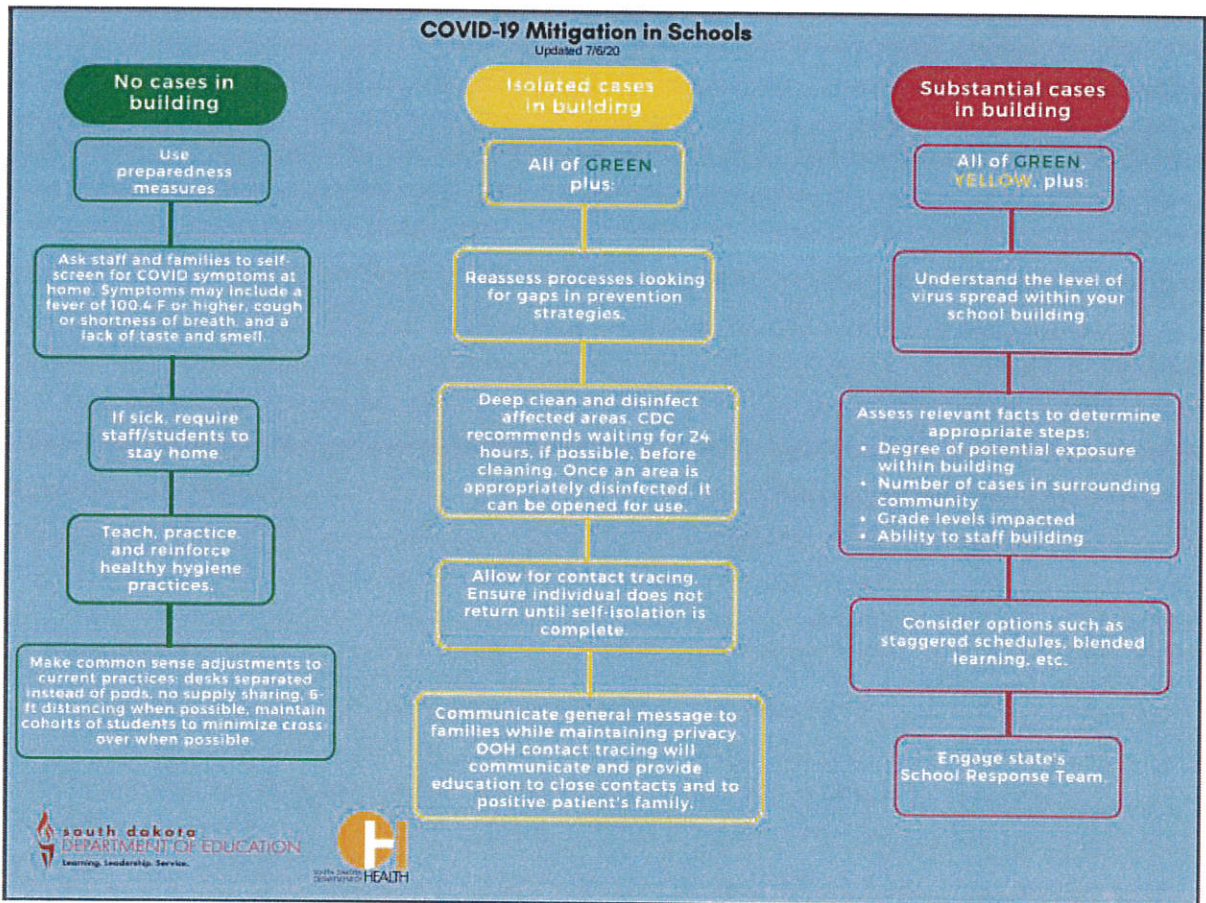 COVID-19 Mitigation in Schools
Updated 7/6/20
No cases in
building
Use
preparedness
measures
Ask staff and families to self-
screen for COVID symptoms at
home. Symptoms may include a
fever of 100.4 F or higher, cough
or shortness of breath, and a
lack of taste and smell.
If sick, require
staff/students to
stay home.
Teach, practice,
and reinforce
healthy hygiene
practices.
Make common sense adjustments to
current practices: desks separated
instead of pods, no supply sharing, 6-
ft distancing when possible, maintain
cohorts of students to minimize cross-
over when possible.
Isolated cases
in building
All of GREEN,
plus:
Reassess processes looking
for gaps in prevention
strategies.
Deep clean and disinfect
affected areas. CDC
recommends waiting for 24
hours, if possible, before
cleaning. Once an area is
appropriately disinfected, it
can be opened for use.
Allow for contact tracing.
Ensure individual does not
return until self-isolation is
complete.
Communicate general message to
families while maintaining privacy.
DOH contact tracing will
communicate and provide
education to close contacts and to
positive patient's family.
Substantial cases
in building
All of GREEN,
YELLOW, plus:
Understand the level of
virus spread within your
school building
Assess relevant facts to determine
appropriate steps:
• Degree of potential exposure
within building
• Number of cases in surrounding
community
• Grade levels impacted
• Ability to staff building
Consider options such as
staggered schedules, blended
learning, etc.
Engage state's
School Response Team.
south dakota
DEPARTMENT OF EDUCATION
Learning. Leadership. Service.
SOUTH DAKOTA
DEPARTMENT OF HEALTH